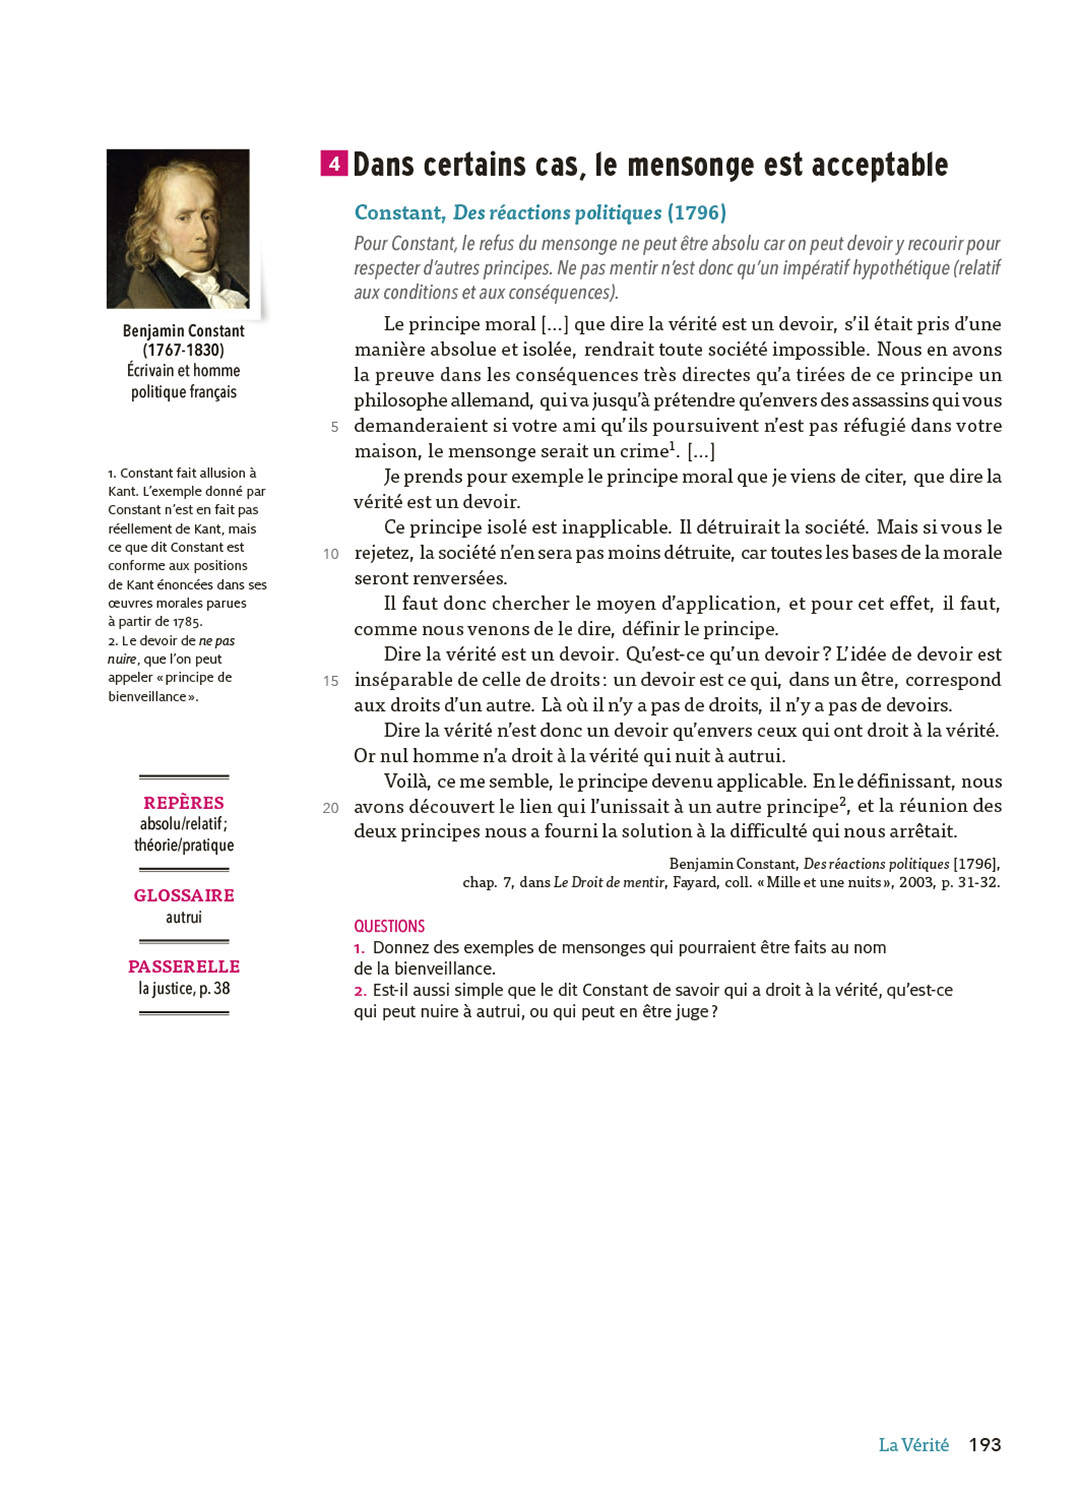 4 Dans certains cas, le mensonge est acceptable
Constant, Des réactions politiques (1796)
Pour Constant, le refus du mensonge ne peut être absolu car on peut devoir y recourir pour
respecter d’autres principes. Ne pas mentir n’est donc qu’un impératif hypothétique (relatif
aux conditions et aux conséquences).
Le principe moral [...] que dire la vérité est un devoir, s’il était pris d’une
manière absolue et isolée, rendrait toute société impossible. Nous en avons
la preuve dans les conséquences très directes qu’a tirées de ce principe un
philosophe allemand, qui va jusqu’à prétendre qu’envers des assassins qui vous
5 demanderaient si votre ami qu’ils poursuivent n’est pas réfugié dans votre
maison, le mensonge serait un crime1. [...]
Je prends pour exemple le principe moral que je viens de citer, que dire la
vérité est un devoir.
Ce principe isolé est inapplicable. Il détruirait la société. Mais si vous le
10 rejetez, la société n’en sera pas moins détruite, car toutes les bases de la morale
seront renversées.
Il faut donc chercher le moyen d’application, et pour cet effet, il faut,
comme nous venons de le dire, définir le principe.
Dire la vérité est un devoir. Qu’est-ce qu’un devoir ? L’idée de devoir est
15 inséparable de celle de droits : un devoir est ce qui, dans un être, correspond
aux droits d’un autre. Là où il n’y a pas de droits, il n’y a pas de devoirs.
Dire la vérité n’est donc un devoir qu’envers ceux qui ont droit à la vérité.
Or nul homme n’a droit à la vérité qui nuit à autrui.
Voilà, ce me semble, le principe devenu applicable. En le définissant, nous
20 avons découvert le lien qui l’unissait à un autre principe2, et la réunion des
deux principes nous a fourni la solution à la difficulté qui nous arrêtait.
Benjamin Constant, Des réactions politiques [1796],
chap. 7, dans Le Droit de mentir, Fayard, coll. « Mille et une nuits », 2003, p. 31-32.
QUESTIONS
1. Donnez des exemples de mensonges qui pourraient être faits au nom
de la bienveillance.
2. Est-il aussi simple que le dit Constant de savoir qui a droit à la vérité, qu’est-ce
qui peut nuire à autrui, ou qui peut en être juge ?
Benjamin Constant
(1767-1830)
Écrivain et homme
politique français
1. Constant fait allusion à
Kant. L’exemple donné par
Constant n’est en fait pas
réellement de Kant, mais
ce que dit Constant est
conforme aux positions
de Kant énoncées dans ses
œuvres morales parues
à partir de 1785.
2. Le devoir de ne pas
nuire, que l’on peut
appeler « principe de
bienveillance ».
REPÈRES
absolu/relatif ;
théorie/pratique
GLOSSAIRE
autrui
PASSERELLE
la justice, p. 38
La Vérité 193